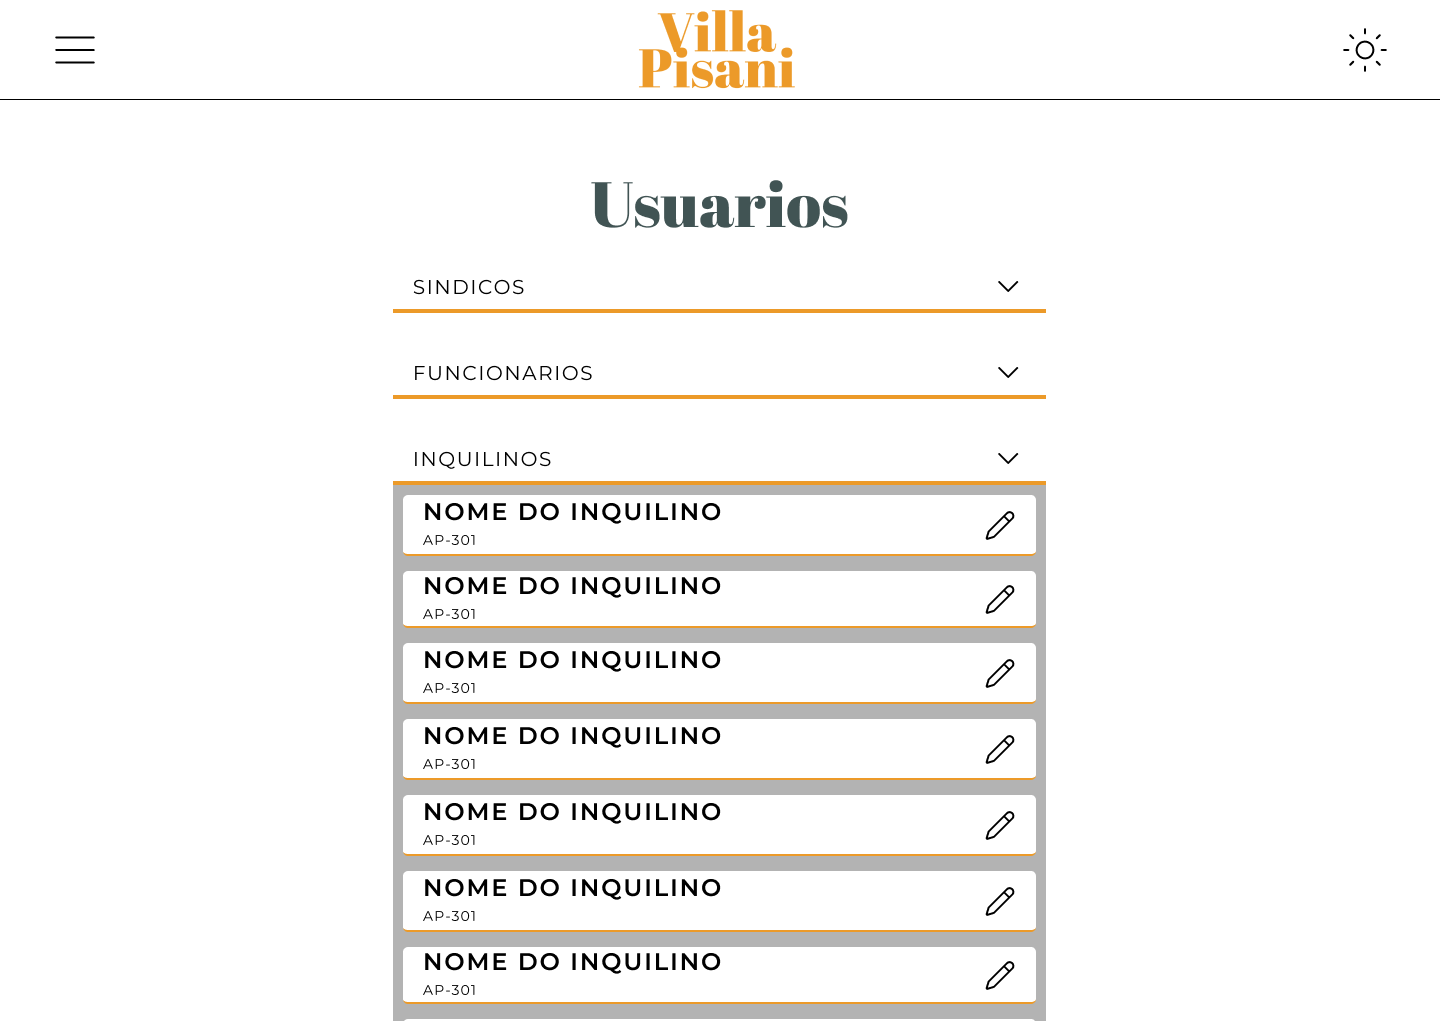 Villa
Pisani
Usuarios
SINDICOS
FUNCIONARIOS
INQUILINOS
NOME DO INQUILINO
AP-301
NOME DO INQUILINO
AP-301
NOME DO INQUILINO
AP-301
NOME DO INQUILINO
AP-301
NOME DO INQUILINO
AP-301
NOME DO INQUILINO
AP-301
NOME DO INQUILINO
AP-301